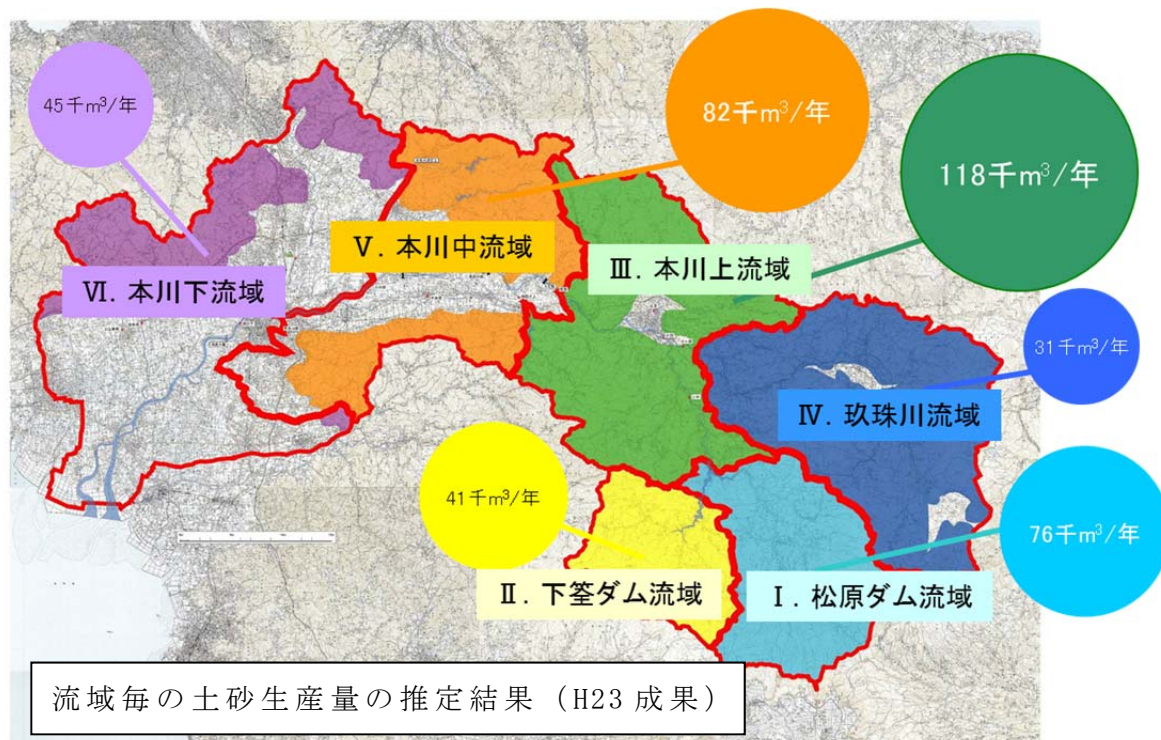 45千m³/年
82千m³/年
118千m³/年
Ⅴ. 本川中流域
Ⅲ. 本川上流域
Ⅵ. 本川下流域
31千m³/年
Ⅳ. 玖珠川流域
41千m³/年
76千m³/年
Ⅱ. 下筌ダム流域
Ⅰ. 松原ダム流域
流域毎の土砂生産量の推定結果 (H23 成果)